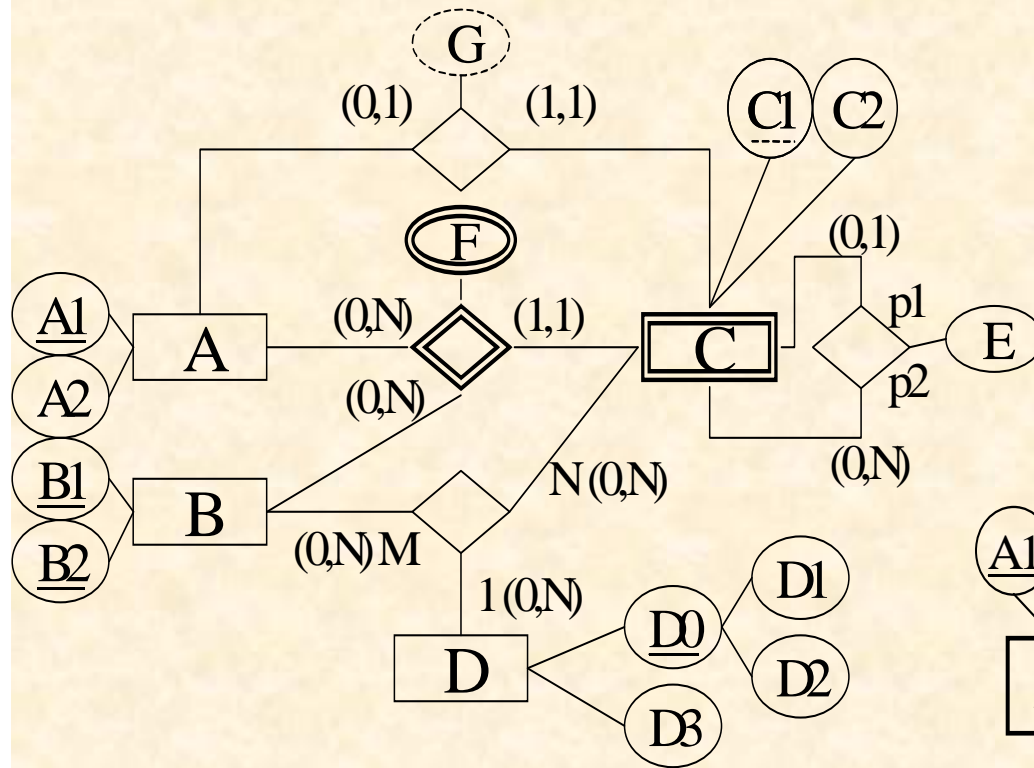 G
(0,1)
(1,1)
C1
C2
F
(0,1)
A1
(0,N)
(1,1)
p1
A
C
E
A2
(0,N)
p2
B1
(0,N)
N (0,N)
B
B2
(0,N) M
A1
D1
1 (0,N)
D0
D
D2
D3